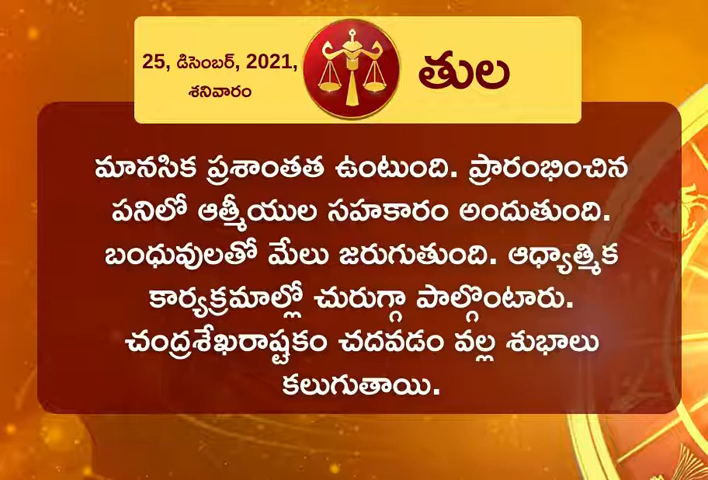 25, డిసెంబర్, 2021,
శనివారం
తుల
మానసిక ప్రశాంతత ఉంటుంది. ప్రారంభించిన
పనిలో ఆత్మీయుల సహకారం అందుతుంది.
బంధువులతో మేలు జరుగుతుంది. ఆధ్యాత్మిక
కార్యక్రమాల్లో చురుగ్గా పాల్గొంటారు.
చంద్రశేఖరాష్టకం చదవడం వల్ల శుభాలు
కలుగుతాయి.